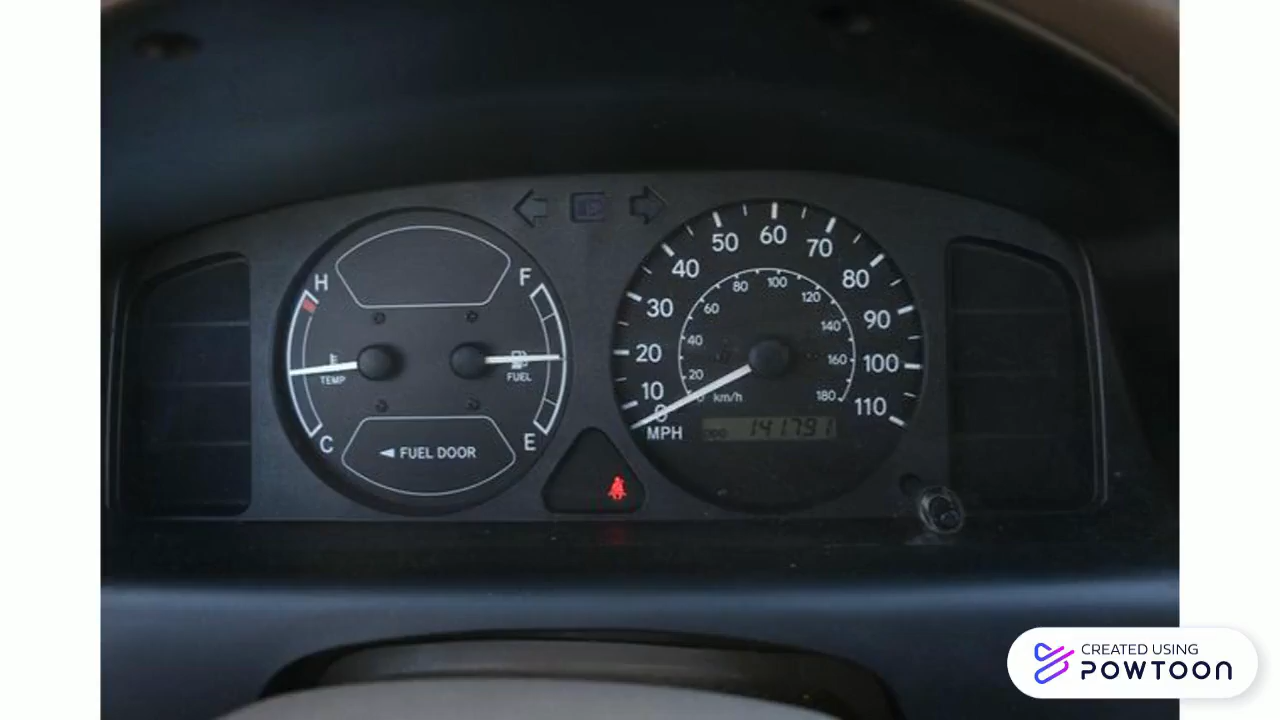 H
TEMP
C
F
FUEL
E
◄ FUEL DOOR
0
10
20
30
40
50
60
70
80
90
100
110
MPH
20
40
60
80
100
120
140
160
180
km/h
ODO 141791
CREATED USING
POWTOON